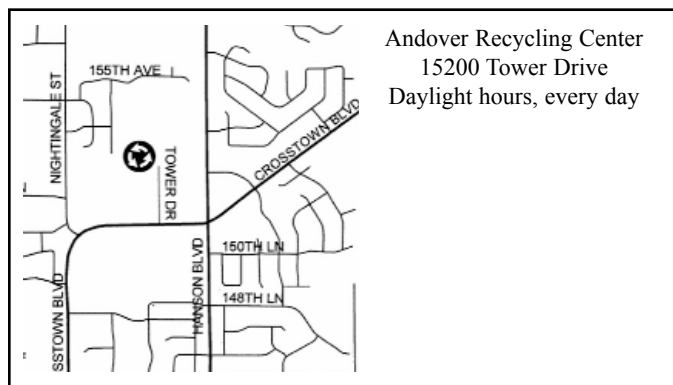 Andover Recycling Center
15200 Tower Drive
Daylight hours, every day
155TH AVE
NIGHTINGALE ST
TOWER DR
CROSSTOWN BLVD
HANSON BLVD
150TH LN
148TH LN
SSTOWN BLVD